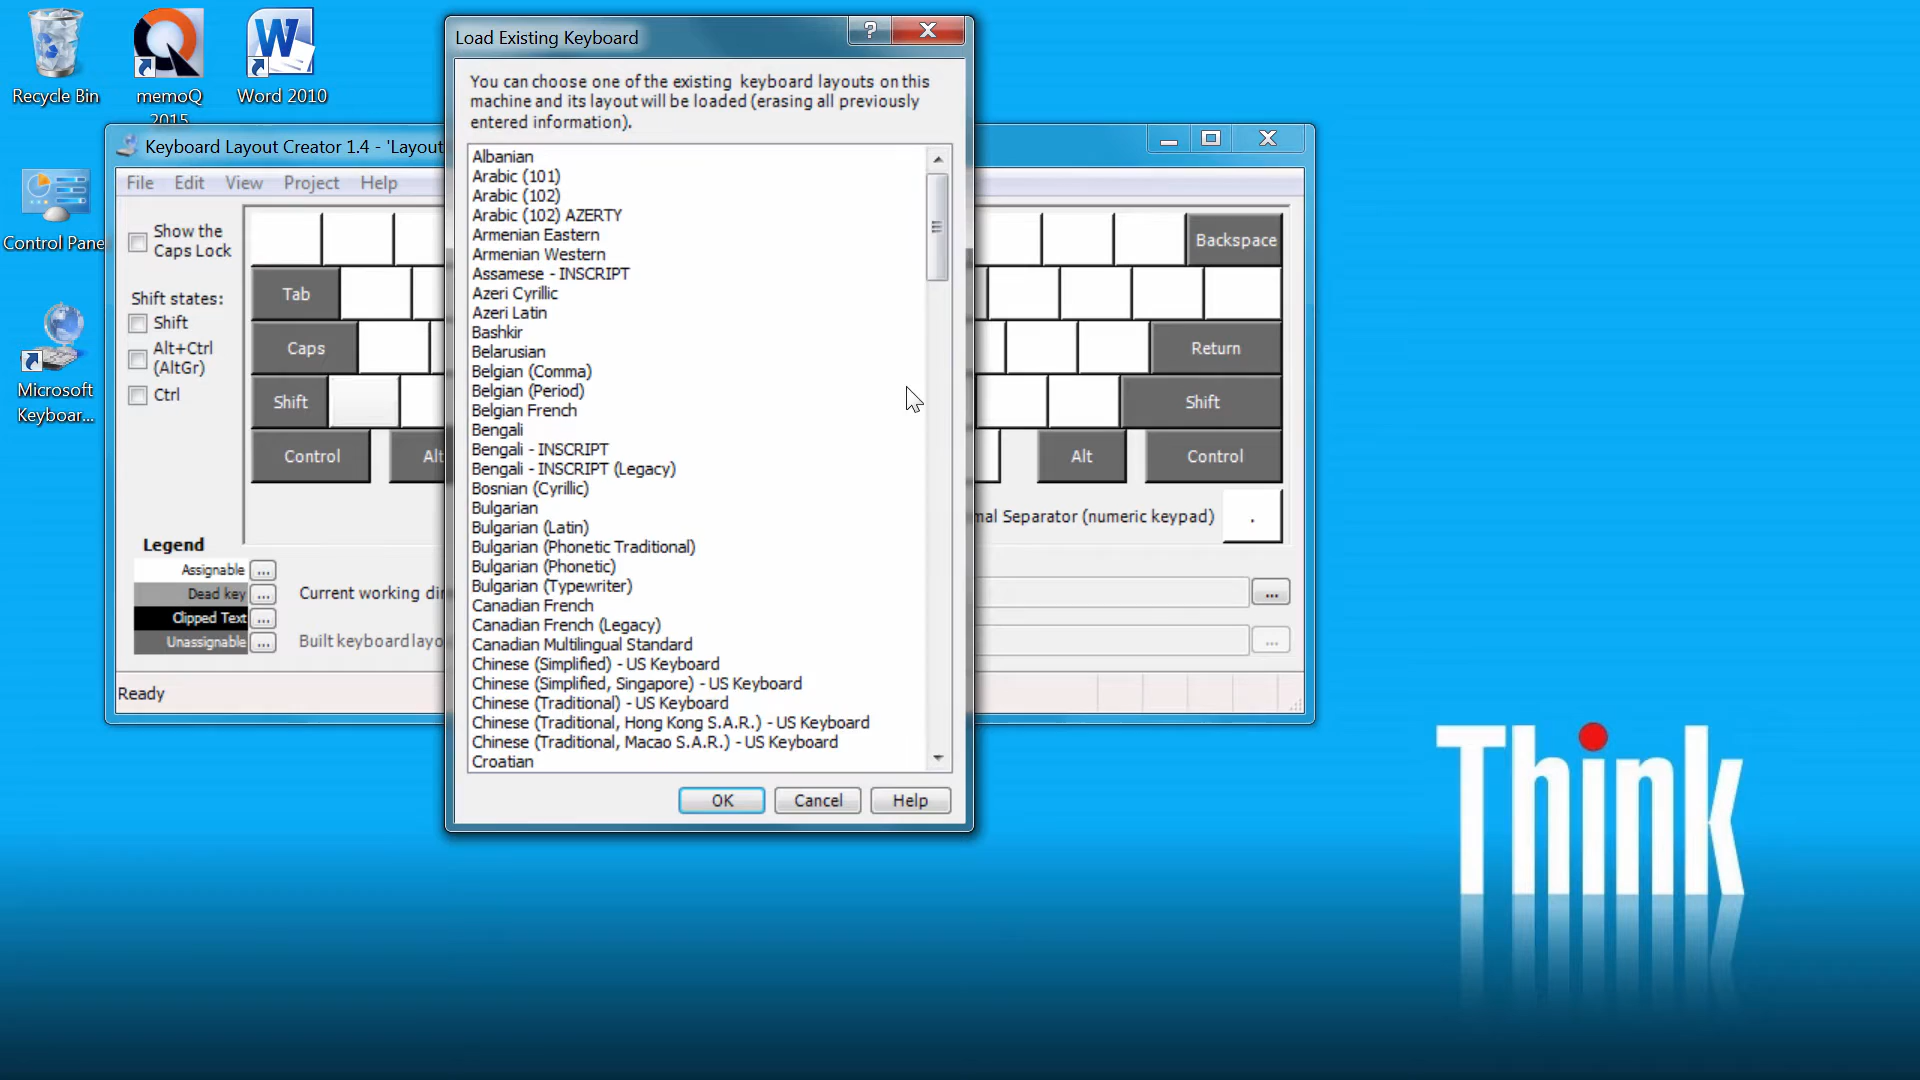 Recycle Bin
memoQ
2015
Word 2010
Control Pane
Microsoft
Keyboar...
Load Existing Keyboard
?
You can choose one of the existing keyboard layouts on this
machine and its layout will be loaded (erasing all previously
entered information).
Albanian
Arabic (101)
Arabic (102)
Arabic (102) AZERTY
Armenian Eastern
Armenian Western
Assamese - INSCRIPT
Azeri Cyrillic
Azeri Latin
Bashkir
Belarusian
Belgian (Comma)
Belgian (Period)
Belgian French
Bengali
Bengali - INSCRIPT
Bengali - INSCRIPT (Legacy)
Bosnian (Cyrillic)
Bulgarian
Bulgarian (Latin)
Bulgarian (Phonetic Traditional)
Bulgarian (Phonetic)
Bulgarian (Typewriter)
Canadian French
Canadian French (Legacy)
Canadian Multilingual Standard
Chinese (Simplified) - US Keyboard
Chinese (Simplified, Singapore) - US Keyboard
Chinese (Traditional) - US Keyboard
Chinese (Traditional, Hong Kong S.A.R.) - US Keyboard
Chinese (Traditional, Macao S.A.R.) - US Keyboard
Croatian
OK Cancel Help
Keyboard Layout Creator 1.4 - 'Layout
File Edit View Project Help
Show the
Caps Lock
Shift states:
Shift
Alt+Ctrl
(AltGr)
Ctrl
Backspace
Tab
Caps
Return
Shift
Shift
Control
Alt
Alt
Control
mal Separator (numeric keypad)
.
Legend
Assignable ...
Dead key ...
Clipped Text ...
Unassignable ...
Current working dir
...
Built keyboard layo
...
Ready
Think